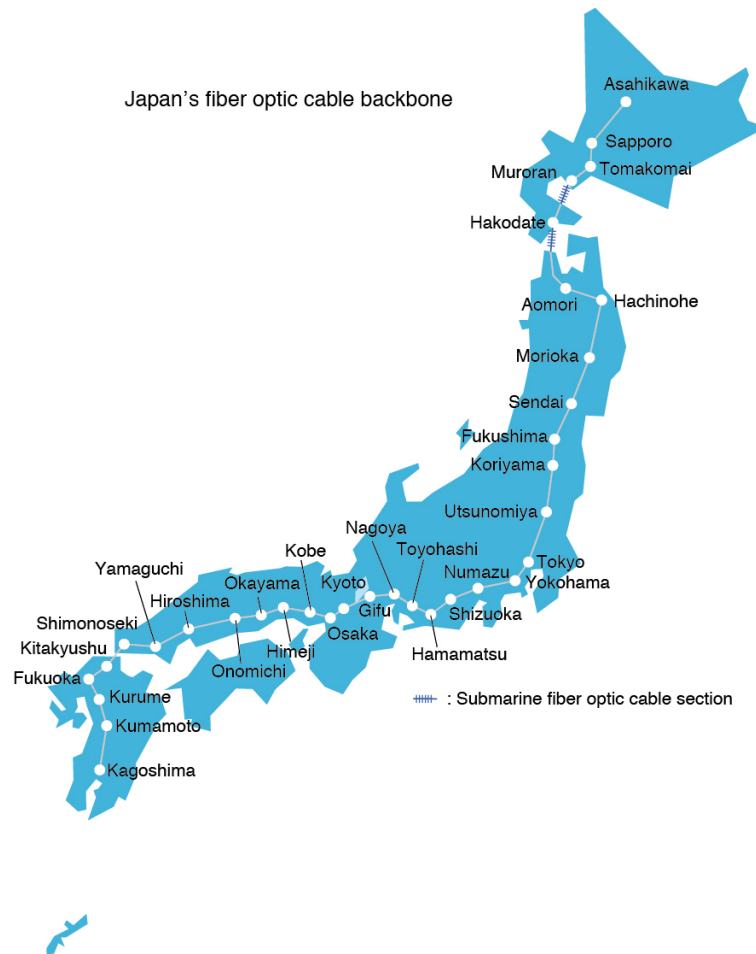 Japan's fiber optic cable backbone
Asahikawa
Sapporo
Tomakomai
Muroran
Hakodate
Aomori
Hachinohe
Morioka
Sendai
Fukushima
Koriyama
Utsunomiya
Nagoya
Kobe
Toyohashi
Tokyo
Yamaguchi
Okayama
Kyoto
Numazu
Yokohama
Hiroshima
Gifu
Shizuoka
Shimonoseki
Osaka
Kitakyushu
Himeji
Hamamatsu
Fukuoka
Onomichi
Kurume
: Submarine fiber optic cable section
Kumamoto
Kagoshima